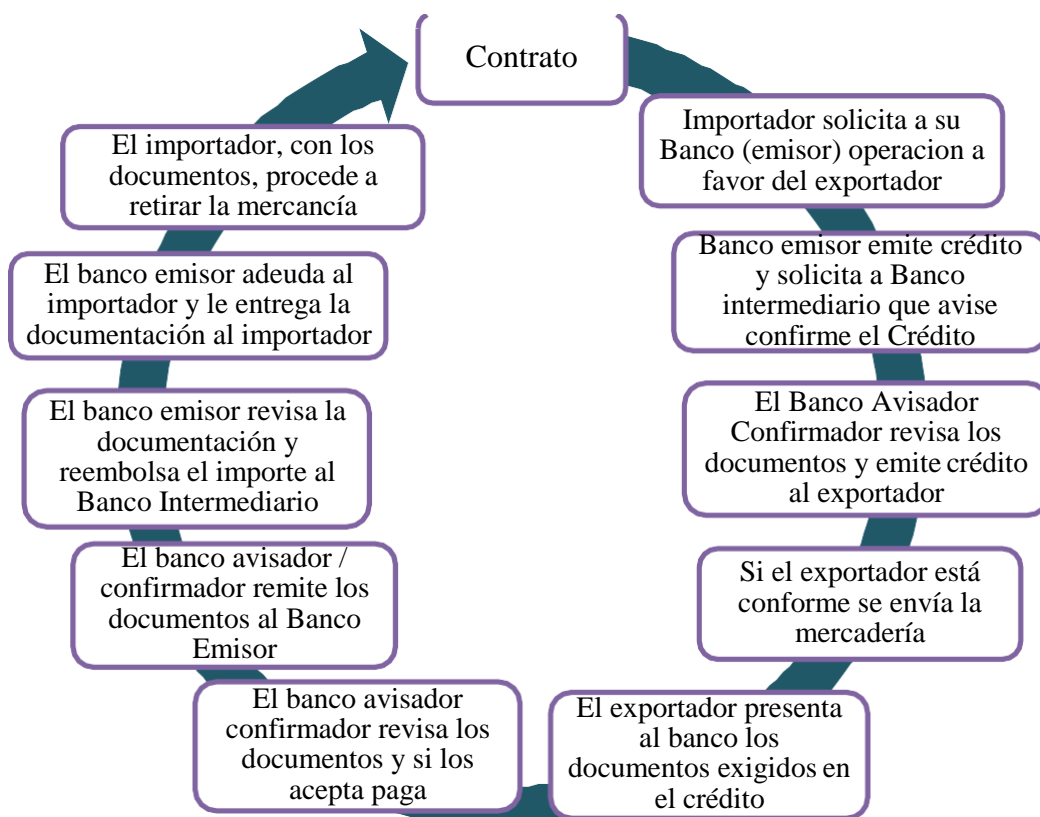 Contrato
Importador solicita a su
Banco (emisor) operacion a
favor del exportador
Banco emisor emite crédito
y solicita a Banco
intermediario que avise
confirme el Crédito
El Banco Avisador
Confirmador revisa los
documentos y emite crédito
al exportador
Si el exportador está
conforme se envía la
mercadería
El exportador presenta
al banco los
documentos exigidos en
el crédito
El banco avisador
confirmador revisa los
documentos y si los
acepta paga
El banco avisador /
confirmador remite los
documentos al Banco
Emisor
El banco emisor revisa la
documentación y
reembolsa el importe al
Banco Intermediario
El banco emisor adeuda al
importador y le entrega la
documentación al importador
El importador, con los
documentos, procede a
retirar la mercancía